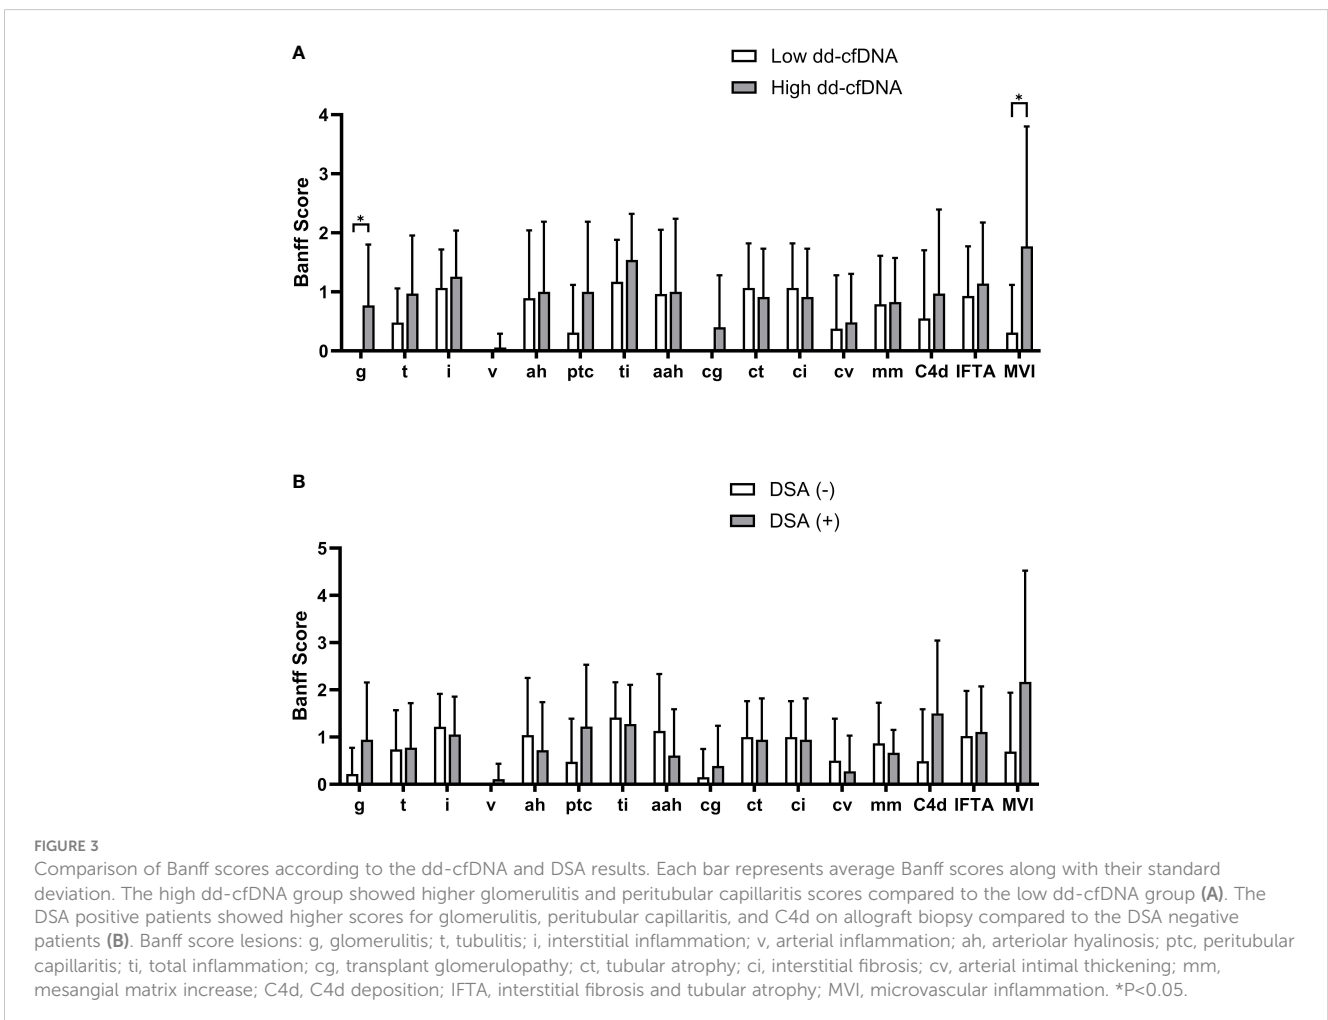 A
Low dd-cfDNA
High dd-cfDNA
Banff Score
4
3
2
1
0
*
*
g t i v ah ptc ti aah cg ct ci cv mm C4d IFTA MVI
B
DSA (-)
DSA (+)
Banff Score
5
4
3
2
1
0
g t i v ah ptc ti aah cg ct ci cv mm C4d IFTA MVI
FIGURE 3
Comparison of Banff scores according to the dd-cfDNA and DSA results. Each bar represents average Banff scores along with their standard
deviation. The high dd-cfDNA group showed higher glomerulitis and peritubular capillaritis scores compared to the low dd-cfDNA group (A). The
DSA positive patients showed higher scores for glomerulitis, peritubular capillaritis, and C4d on allograft biopsy compared to the DSA negative
patients (B). Banff score lesions: g, glomerulitis; t, tubulitis; i, interstitial inflammation; v, arterial inflammation; ah, arteriolar hyalinosis; ptc, peritubular
capillaritis; ti, total inflammation; cg, transplant glomerulopathy; ct, tubular atrophy; ci, interstitial fibrosis; cv, arterial intimal thickening; mm,
mesangial matrix increase; C4d, C4d deposition; IFTA, interstitial fibrosis and tubular atrophy; MVI, microvascular inflammation. *P<0.05.